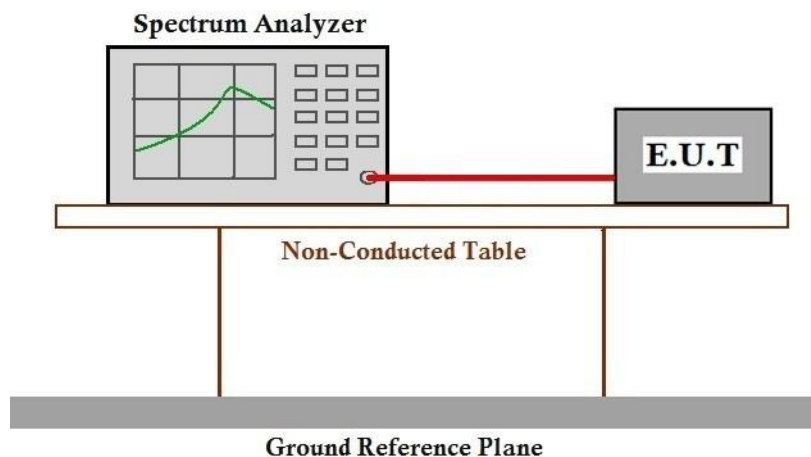 Spectrum Analyzer
E.U.T
Non-Conducted Table
Ground Reference Plane